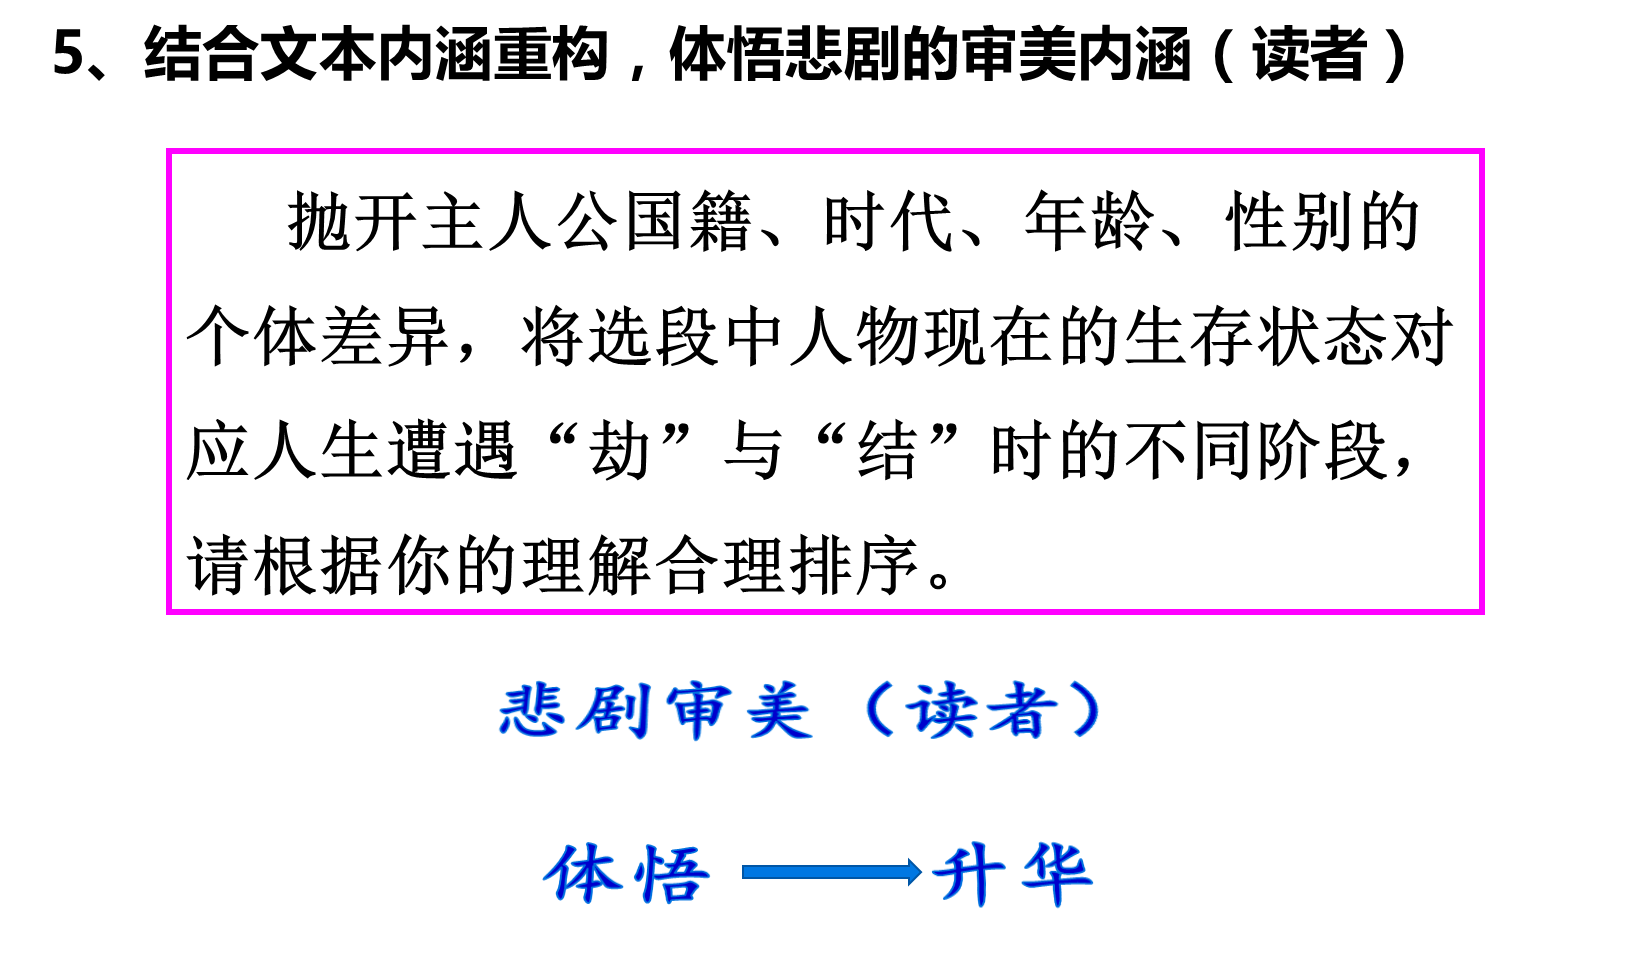 5、结合文本内涵重构，体悟悲剧的审美内涵（读者）
抛开主人公国籍、时代、年龄、性别的
个体差异，将选段中人物现在的生存状态对
应人生遭遇“劫”与“结”时的不同阶段，
请根据你的理解合理排序。
悲剧审美（读者）
体悟 升华